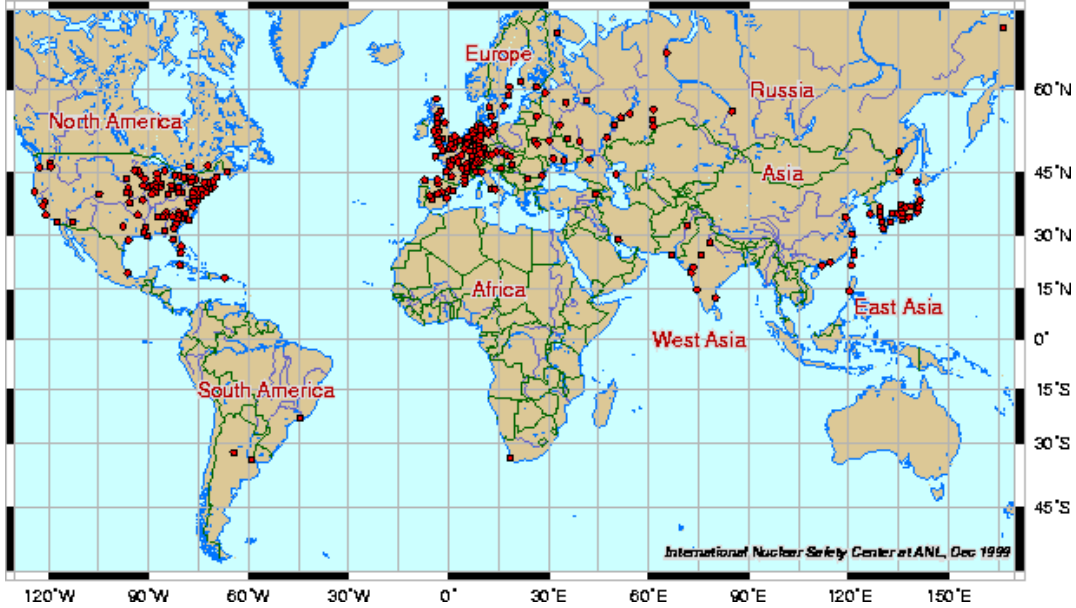 Europe
60°N
Russia
North America
45°N
Asia
30°N
Africa
15°N
East Asia
West Asia
0°
South America
15°S
30°S
45°S
International Nuclear Safety Center at ANL, Dec 1999
120°W 90°W 60°W 30°W 0° 30°E 60°E 90°E 120°E 150°E